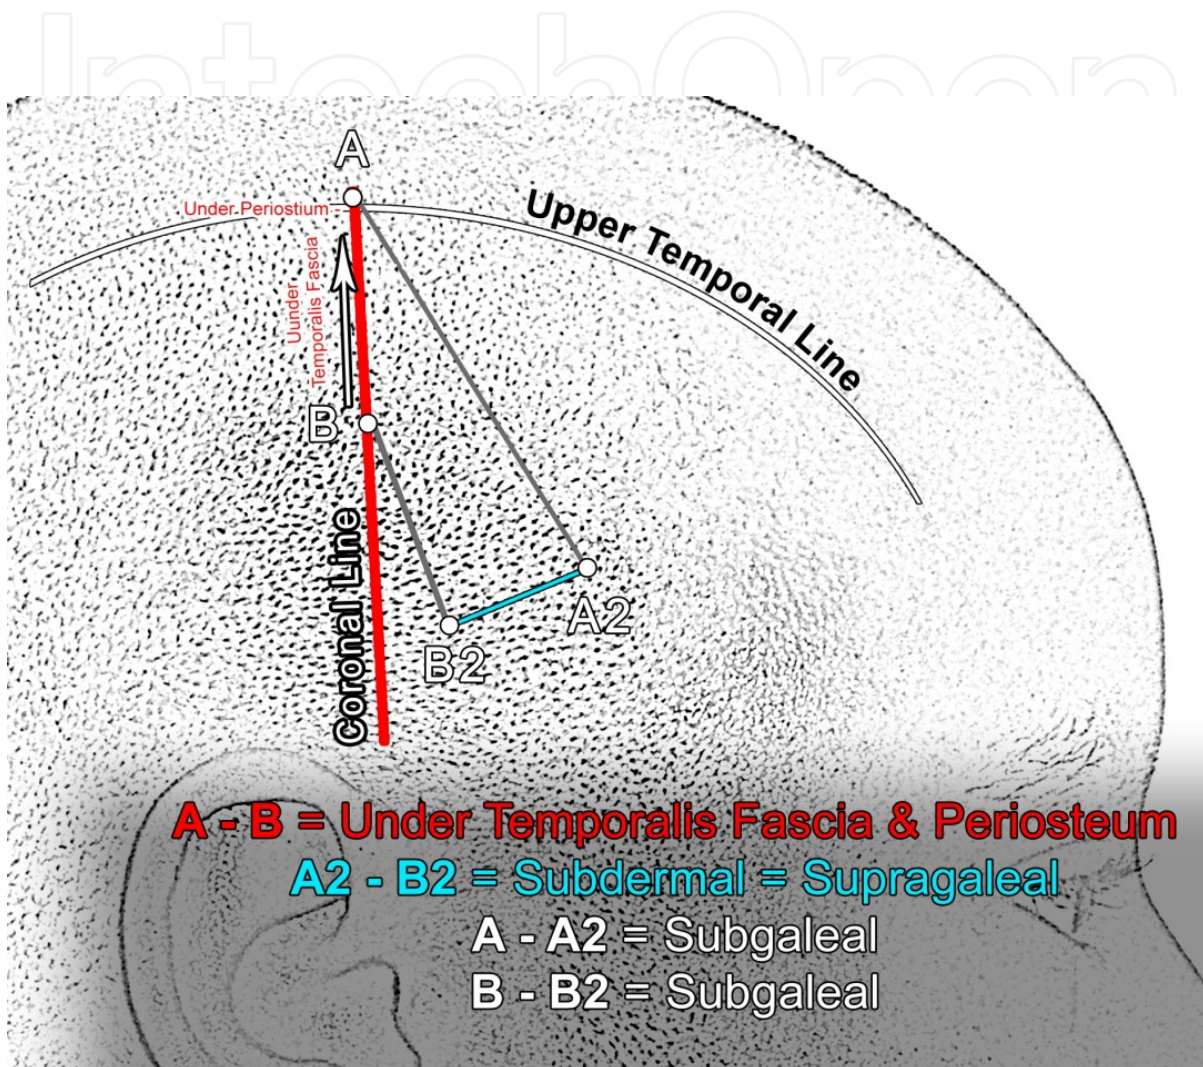 IntechOpen
A
Under Periostium -
Upper Temporal Line
Uunder
Temporalis Fascia
B
Coronal Line
A2
B2
A - B = Under Temporalis Fascia & Periosteum
A2 - B2 = Subdermal = Supragaleal
A - A2 = Subgaleal
B - B2 = Subgaleal